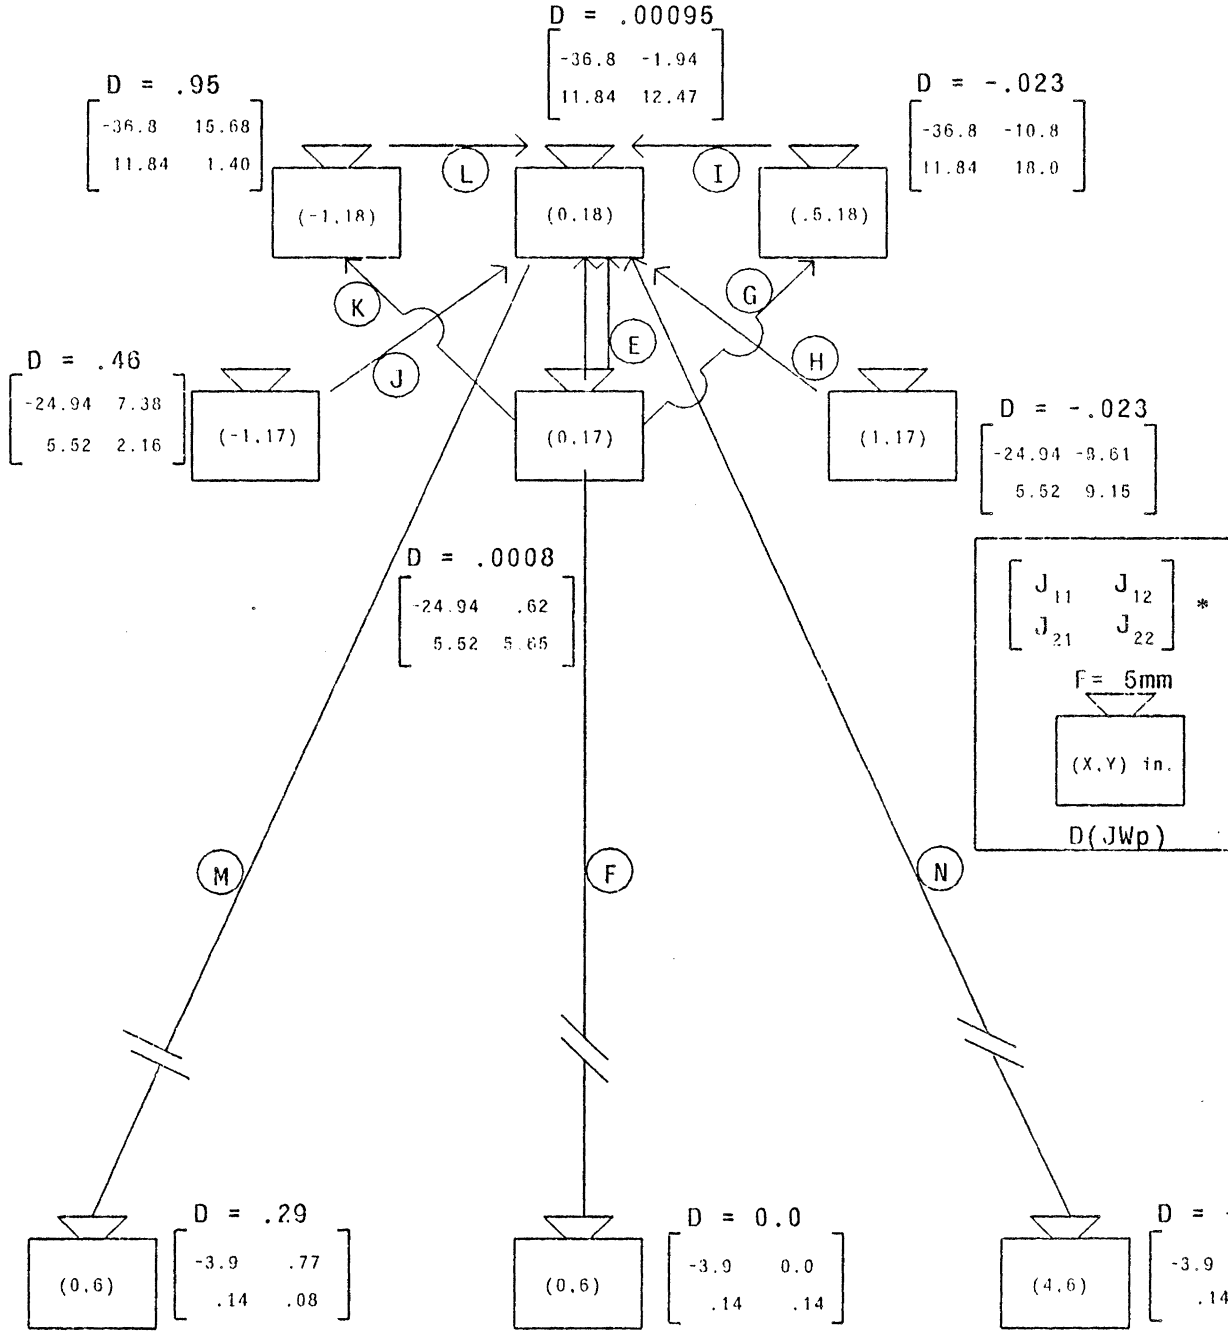 D = .00095
-36.8 -1.94
11.84 12.47
D = .95
-36.8 15.68
11.84 1.40
D = -.023
-36.8 -10.8
11.84 18.0
L
I
(-1,18)
(0,18)
(.5,18)
K
G
E
H
J
D = .46
-24.94 7.38
5.52 2.16
(-1,17)
(0,17)
(1,17)
D = -.023
-24.94 -8.61
5.52 9.15
D = .0008
-24.94 .62
5.52 5.65
J11 J12
J21 J22
*
F= 5mm
(X,Y) in.
D(JWp)
M
F
N
D = .29
-3.9 .77
.14 .08
(0,6)
D = 0.0
-3.9 0.0
.14 .14
(0,6)
(4,6)
D =
-3.9
.14